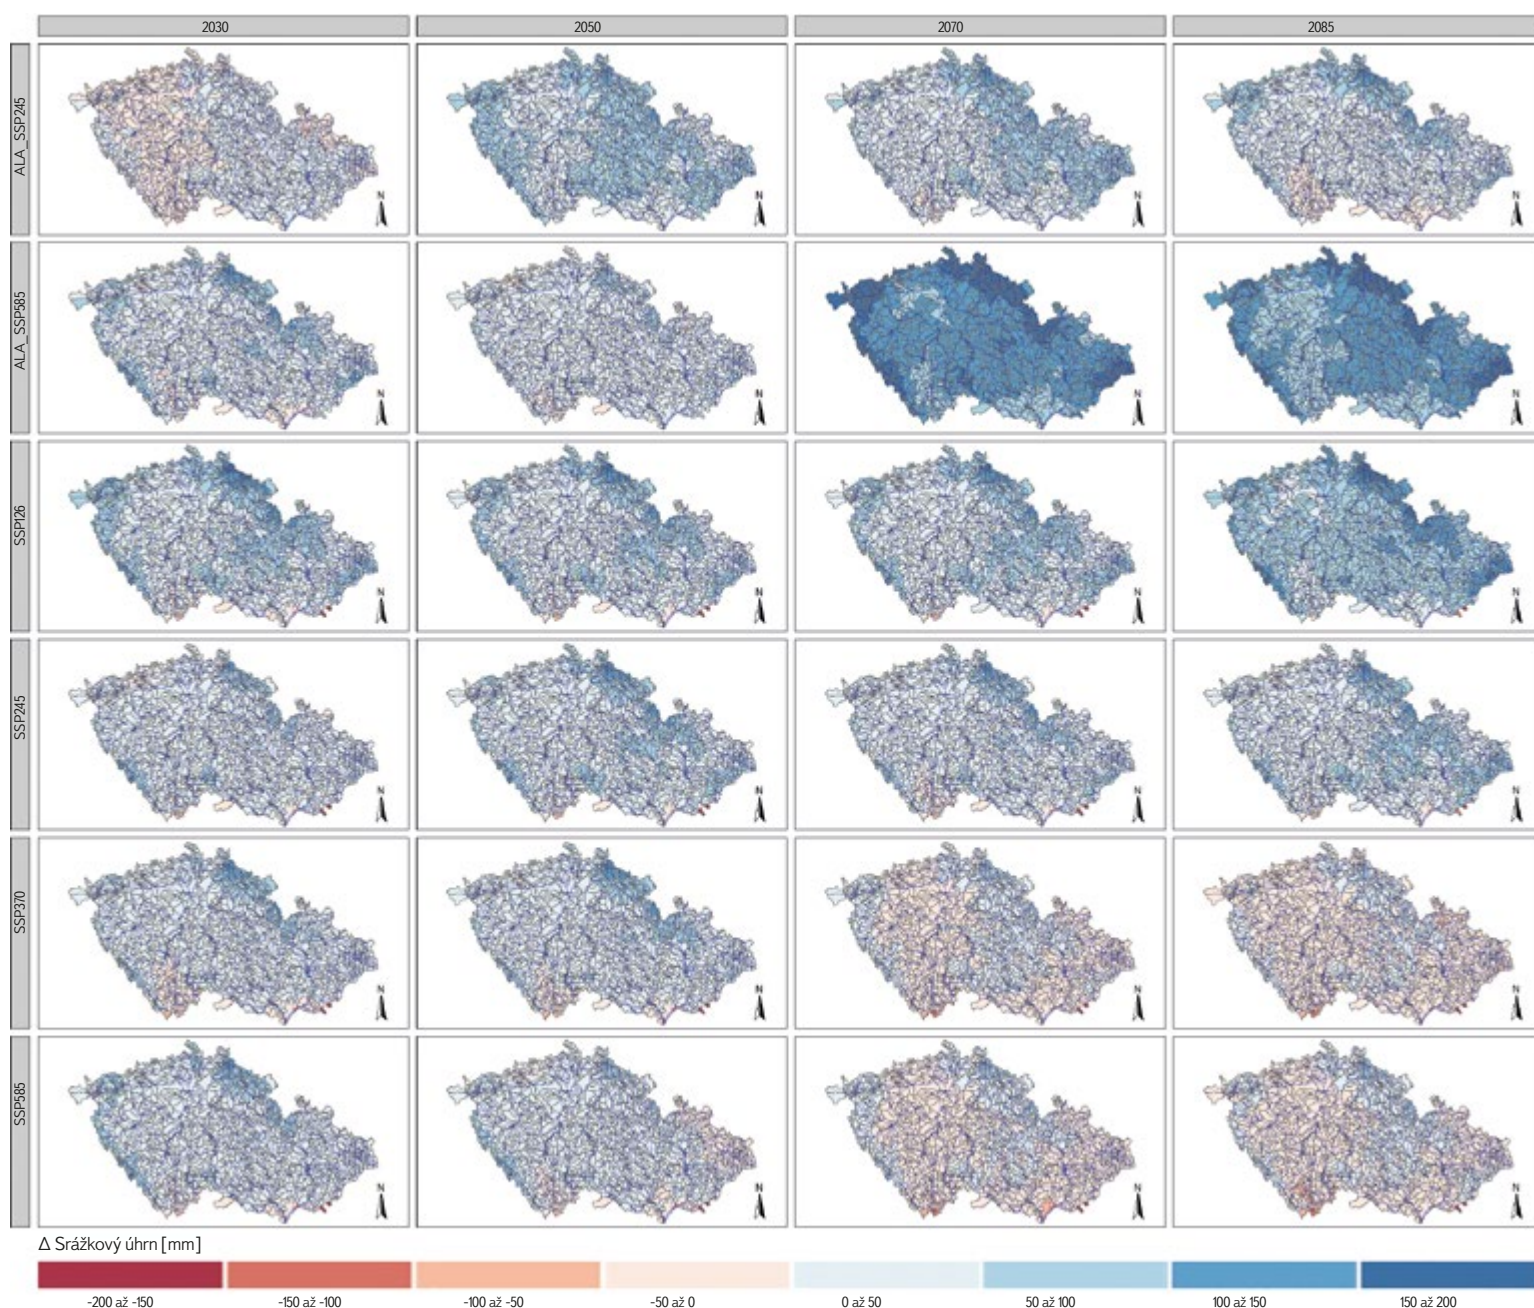 2030 2050 2070 2085
ALA_SSP245
N N N N
ALA_SSP585
N N N N
SSP126
N N N N
SSP245
N N N N
SSP370
N N N N
SSP585
N N N N
Δ Srážkový úhrn [mm]
-200 až -150 -150 až -100 -100 až -50 -50 až 0 0 až 50 50 až 100 100 až 150 150 až 200